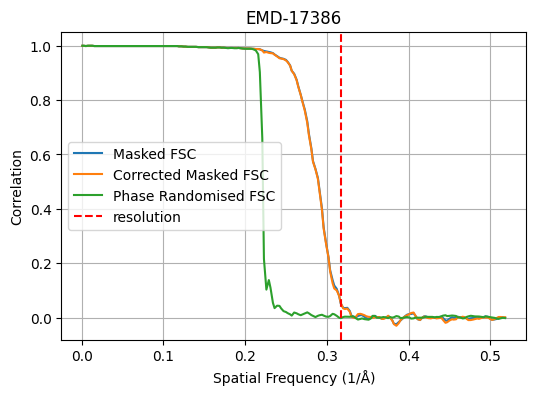 EMD-17386
1.0
0.8
0.6
0.4
0.2
0.0
Correlation
Masked FSC
Corrected Masked FSC
Phase Randomised FSC
resolution
0.0 0.1 0.2 0.3 0.4 0.5
Spatial Frequency (1/Å)